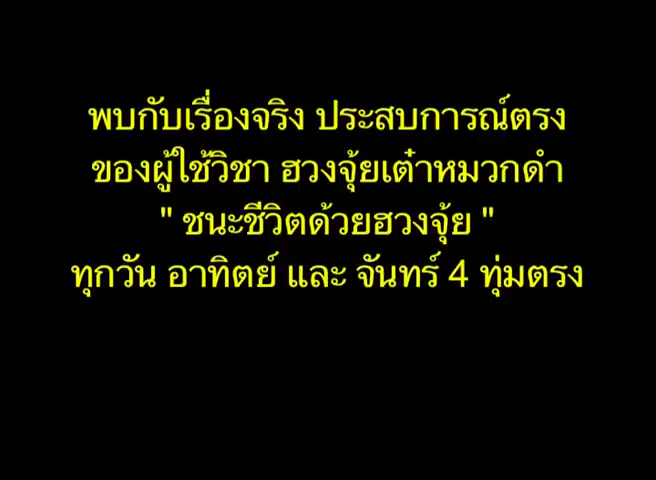 พบกับเรื่องจริง ประสบการณ์ตรง
ของผู้ใช้วิชา ฮวงจุ้ยเต๋าหมวกดำ
" ชนะชีวิตด้วยฮวงจุ้ย "
ทุกวัน อาทิตย์ และ จันทร์ 4 ทุ่มตรง